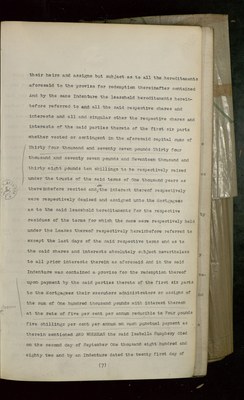 their heirs and assigns but subject as to all the hereditaments
aforesaid to the proviso for redemption thereinafter contained
and by the same Indenture the leasehold hereditaments herein-
before referred to and all the said respective shares and
interests and all and singular other the respective shares and
interests of the said parties thereto of the first six parts
whether vested or contingent in the aforesaid capital sums of
thirty four thousand and seventy seven pounds thirty four
thousand and seventy seven pounds and seventeen thousand and
thirty eight pounds ten shillings to be respectively raised
under the trusts of the said terms of one thousand years as
thereinbefore recited and the interest thereof respectively
were respectively demised and assigned unto the Mortgagees
as to the said leasehold hereditaments for the respective
residues of the terms for which the same were respectively held
under the leases thereof respectively hereinbefore referred to
except the last days of the said respective terms and as to
the said shares and interests absolutely subject nevertheless
to all prior interests therein as aforesaid and in the said
Indenture was contained a proviso for the redemption thereof
upon payment by the said parties thereto of the first six parts
to the Mortgagees their executors administrators or assigns of
the sum of the hundred thousand pounds with interest thereon
at the rate of five per cent per annum reducible to four pounds
five shillings per cent per annum on such punctual payment as
therein mentioned AND WHEREAS the said Isabella Humphrey died
on the second day of September One thousand eight hundred and
eighty two and by an Indenture dated the twenty first day of
(7)